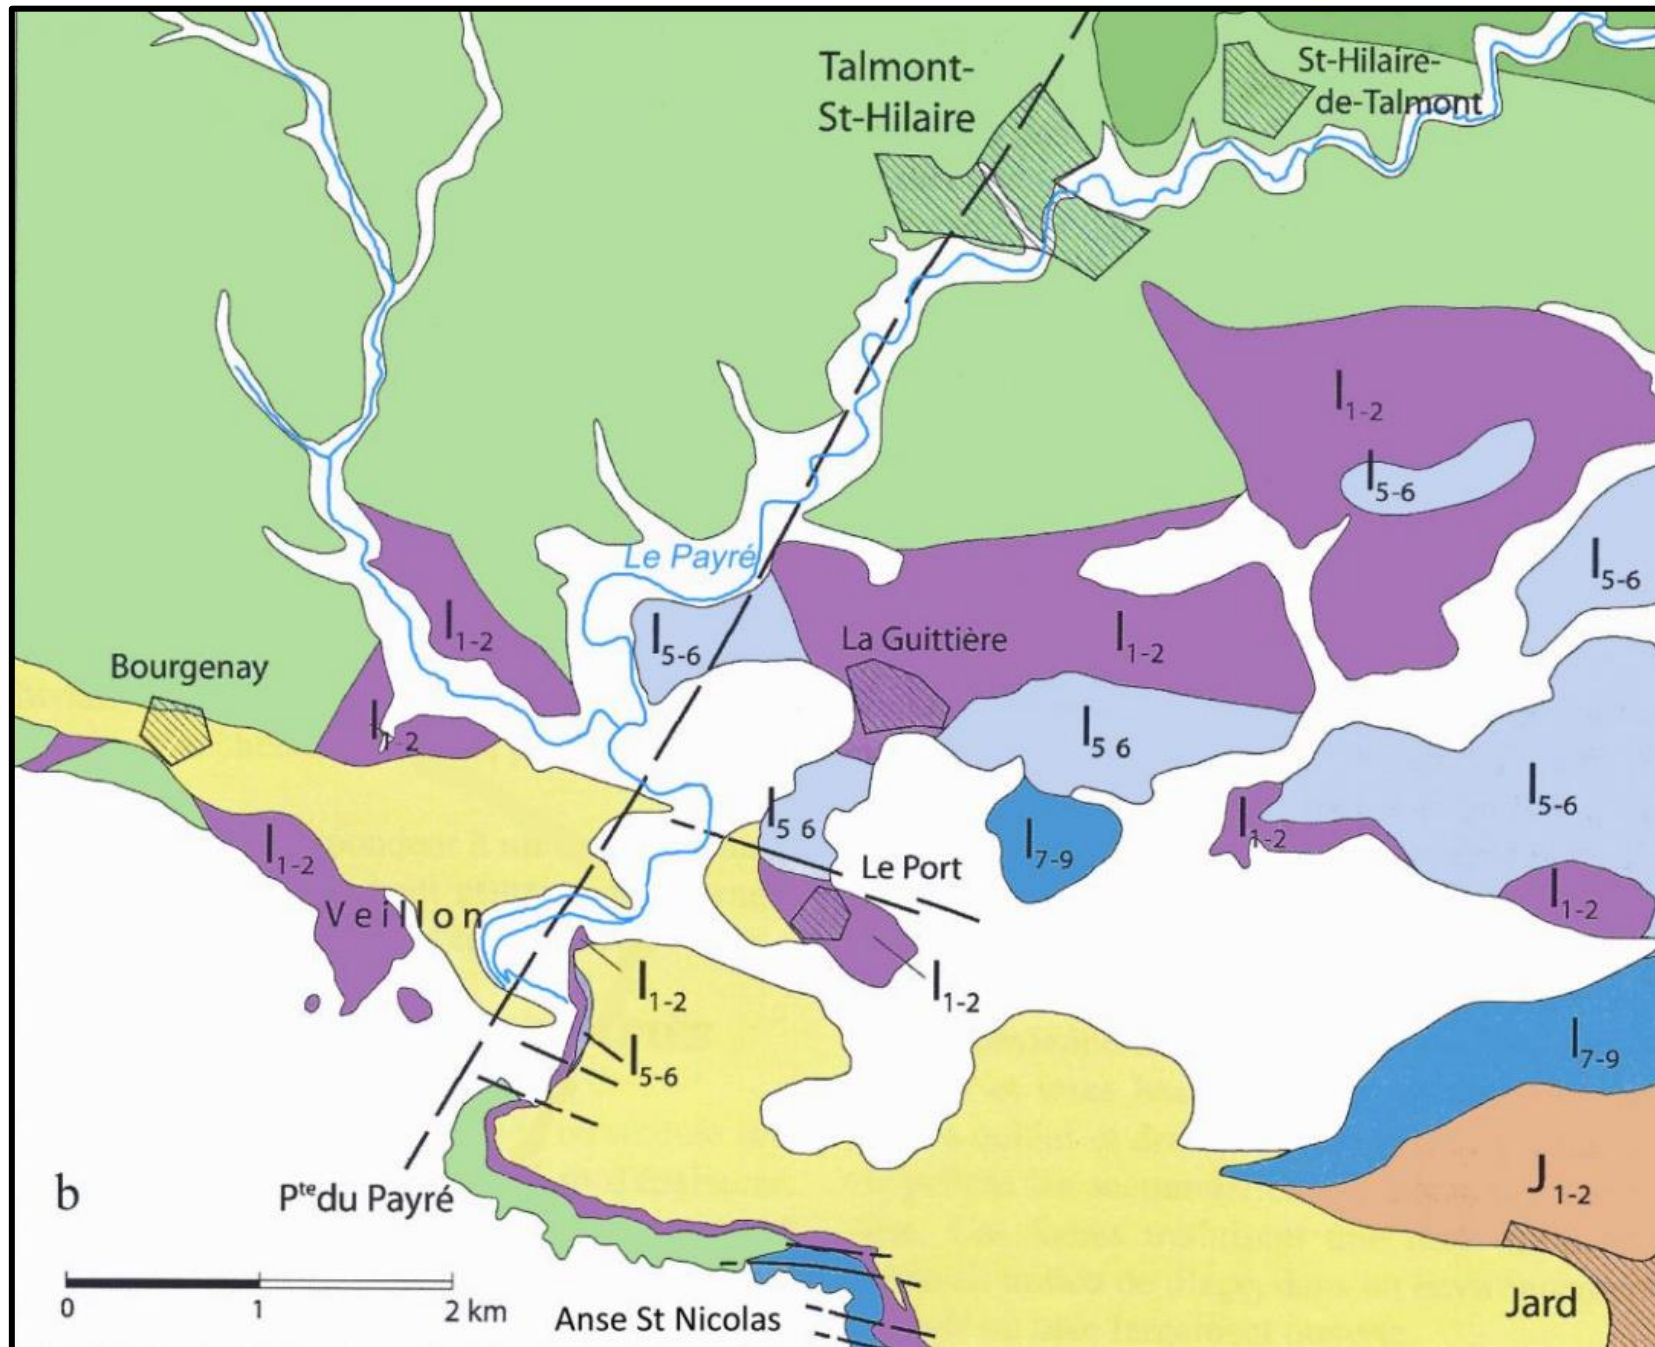 Talmont-
St-Hilaire
St-Hilaire-
de-Talmont
l1-2
l5-6
l5-6
Le Payré
l1-2
l5-6
La Guittière
l1-2
Bourgenay
l1-2
l5 6
l5-6
l5 6
l1-2
l1-2
l7-9
Le Port
l1-2
Veillon
l1-2
l1-2
l5-6
l7-9
b
Pte du Payré
J1-2
0 1 2 km
Anse St Nicolas
Jard